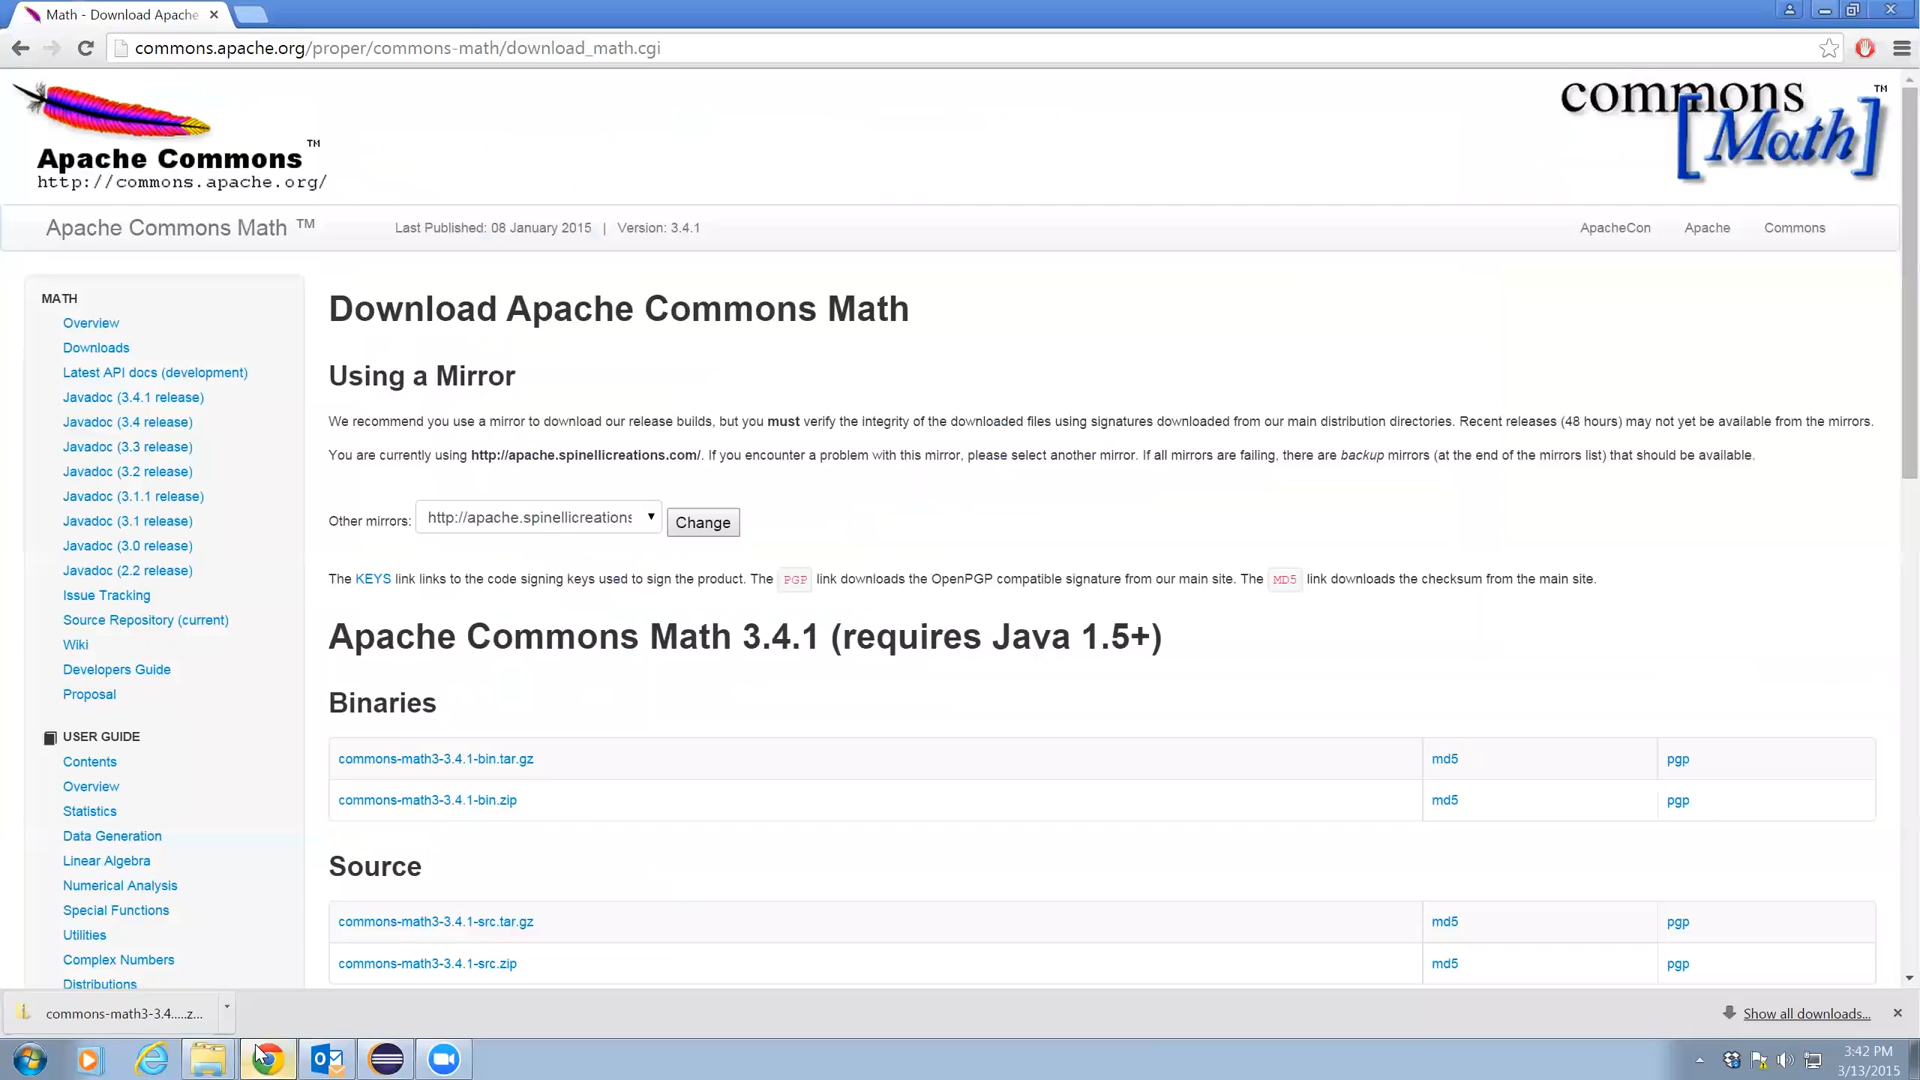 Math - Download Apache
commons.apache.org/proper/commons-math/download_math.cgi
Apache Commons™
http://commons.apache.org/
commons™
[Math]
Apache Commons Math ™
Last Published: 08 January 2015 | Version: 3.4.1
ApacheCon Apache Commons
MATH
Overview
Downloads
Latest API docs (development)
Javadoc (3.4.1 release)
Javadoc (3.4 release)
Javadoc (3.3 release)
Javadoc (3.2 release)
Javadoc (3.1.1 release)
Javadoc (3.1 release)
Javadoc (3.0 release)
Javadoc (2.2 release)
Issue Tracking
Source Repository (current)
Wiki
Developers Guide
Proposal
USER GUIDE
Contents
Overview
Statistics
Data Generation
Linear Algebra
Numerical Analysis
Special Functions
Utilities
Complex Numbers
Distributions
Download Apache Commons Math
Using a Mirror
We recommend you use a mirror to download our release builds, but you must verify the integrity of the downloaded files using signatures downloaded from our main distribution directories. Recent releases (48 hours) may not yet be available from the mirrors.
You are currently using http://apache.spinellicreations.com/. If you encounter a problem with this mirror, please select another mirror. If all mirrors are failing, there are backup mirrors (at the end of the mirrors list) that should be available.
Other mirrors: http://apache.spinellicreations Change
The KEYS link links to the code signing keys used to sign the product. The PGP link downloads the OpenPGP compatible signature from our main site. The MD5 link downloads the checksum from the main site.
Apache Commons Math 3.4.1 (requires Java 1.5+)
Binaries
commons-math3-3.4.1-bin.tar.gz md5 pgp
commons-math3-3.4.1-bin.zip md5 pgp
Source
commons-math3-3.4.1-src.tar.gz md5 pgp
commons-math3-3.4.1-src.zip md5 pgp
commons-math3-3.4.....z...
Show all downloads...
3:42 PM
3/13/2015